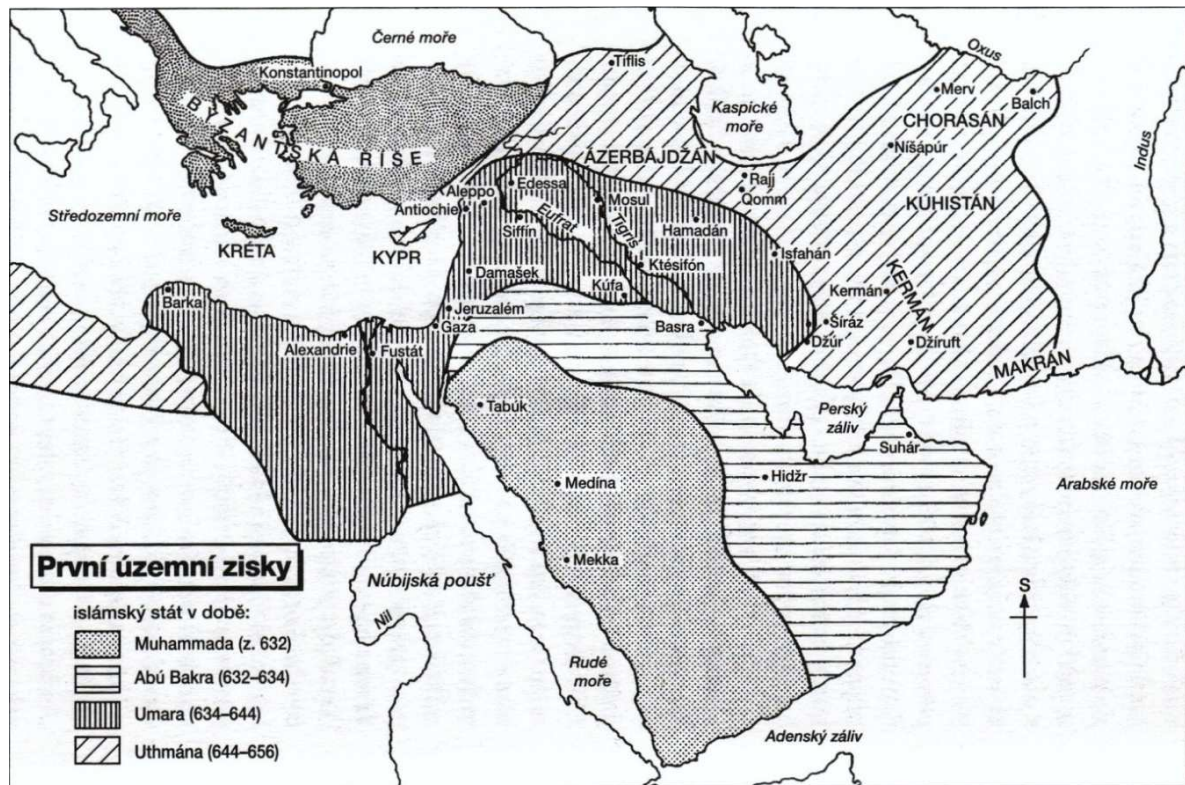 Černé moře
Oxus
Konstantinopol
Tiflis
Merv
Balch
Kaspické
moře
CHORÁSÁN
BYZANTSKÁ ŘÍŠE
Níšápúr
Indus
ÁZERBÁJDŽÁN
Rajj
Qomm
Aleppo
Edessa
Mosul
Antiochie
Středozemní moře
KÚHISTÁN
Eufrat
Tigris
Siffín
Hamadán
KRÉTA
KYPR
Isfahán
Damašek
Ktésifón
Kúfa
Kermán
KERMÁN
Barka
Jeruzalém
Gaza
Basra
Šíráz
Alexandrie
Fustát
Džúr
Džíruft
MAKRÁN
Tabúk
Perský
záliv
Suhár
Hidžr
Medína
Arabské moře
Mekka
První územní zisky
Núbijská poušť
islámský stát v době:
S
Nil
Muhammada (z. 632)
Abú Bakra (632–634)
Rudé
moře
Umara (634–644)
Adenský záliv
Uthmána (644–656)